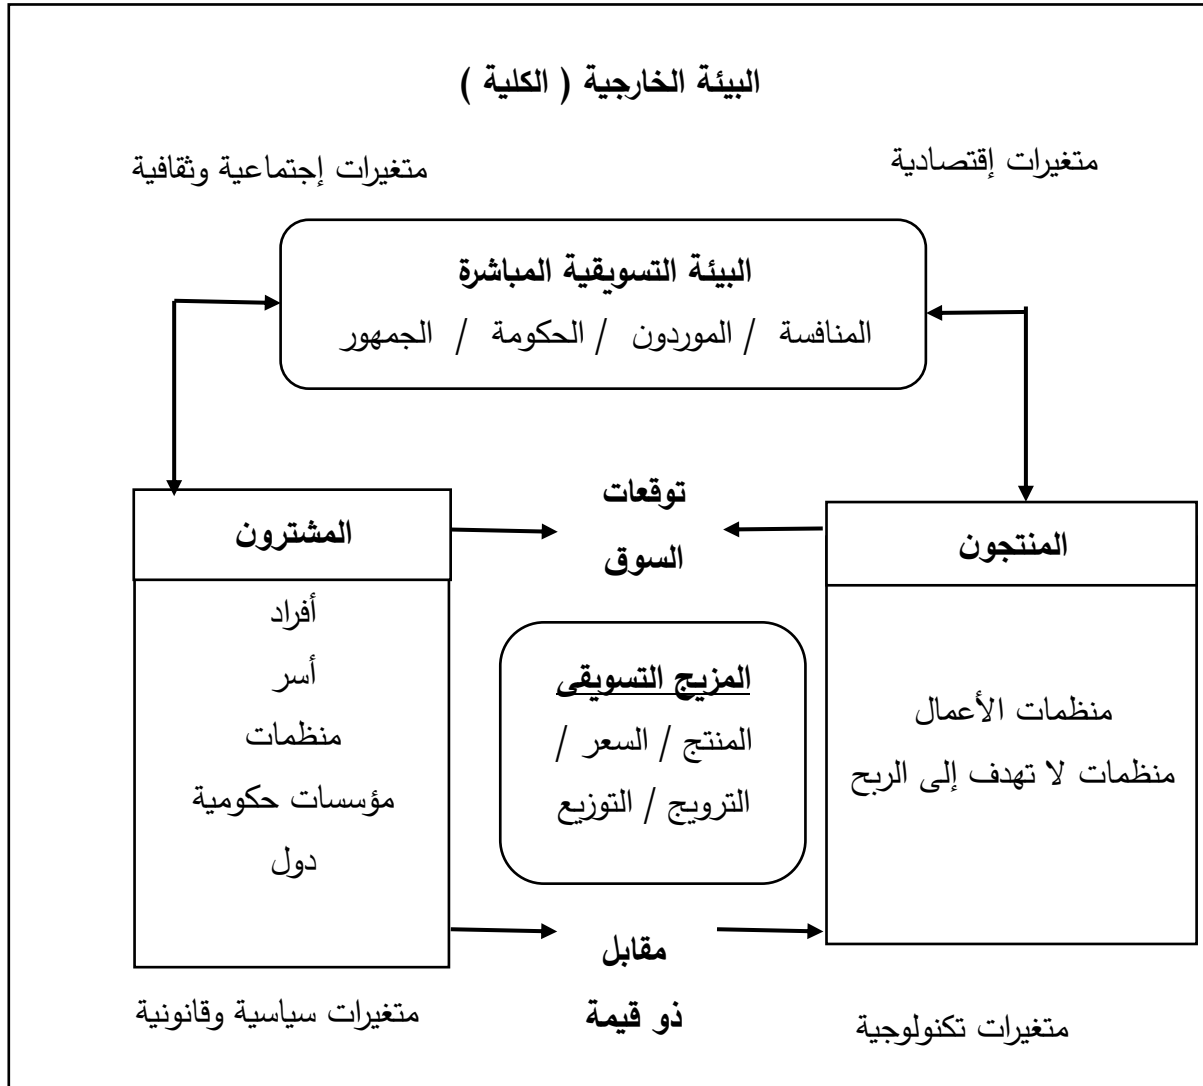 البيئة الخارجية ( الكلية )
متغيرات إقتصادية
متغيرات إجتماعية وثقافية
البيئة التسويقية المباشرة
المنافسة / الموردون / الحكومة / الجمهور
المنتجون
منظمات الأعمال
منظمات لا تهدف إلى الربح
توقعات
السوق
المزيج التسويقى
المنتج / السعر /
الترويج / التوزيع
مقابل
ذو قيمة
المشترون
أفراد
أسر
منظمات
مؤسسات حكومية
دول
متغيرات تكنولوجية
متغيرات سياسية وقانونية